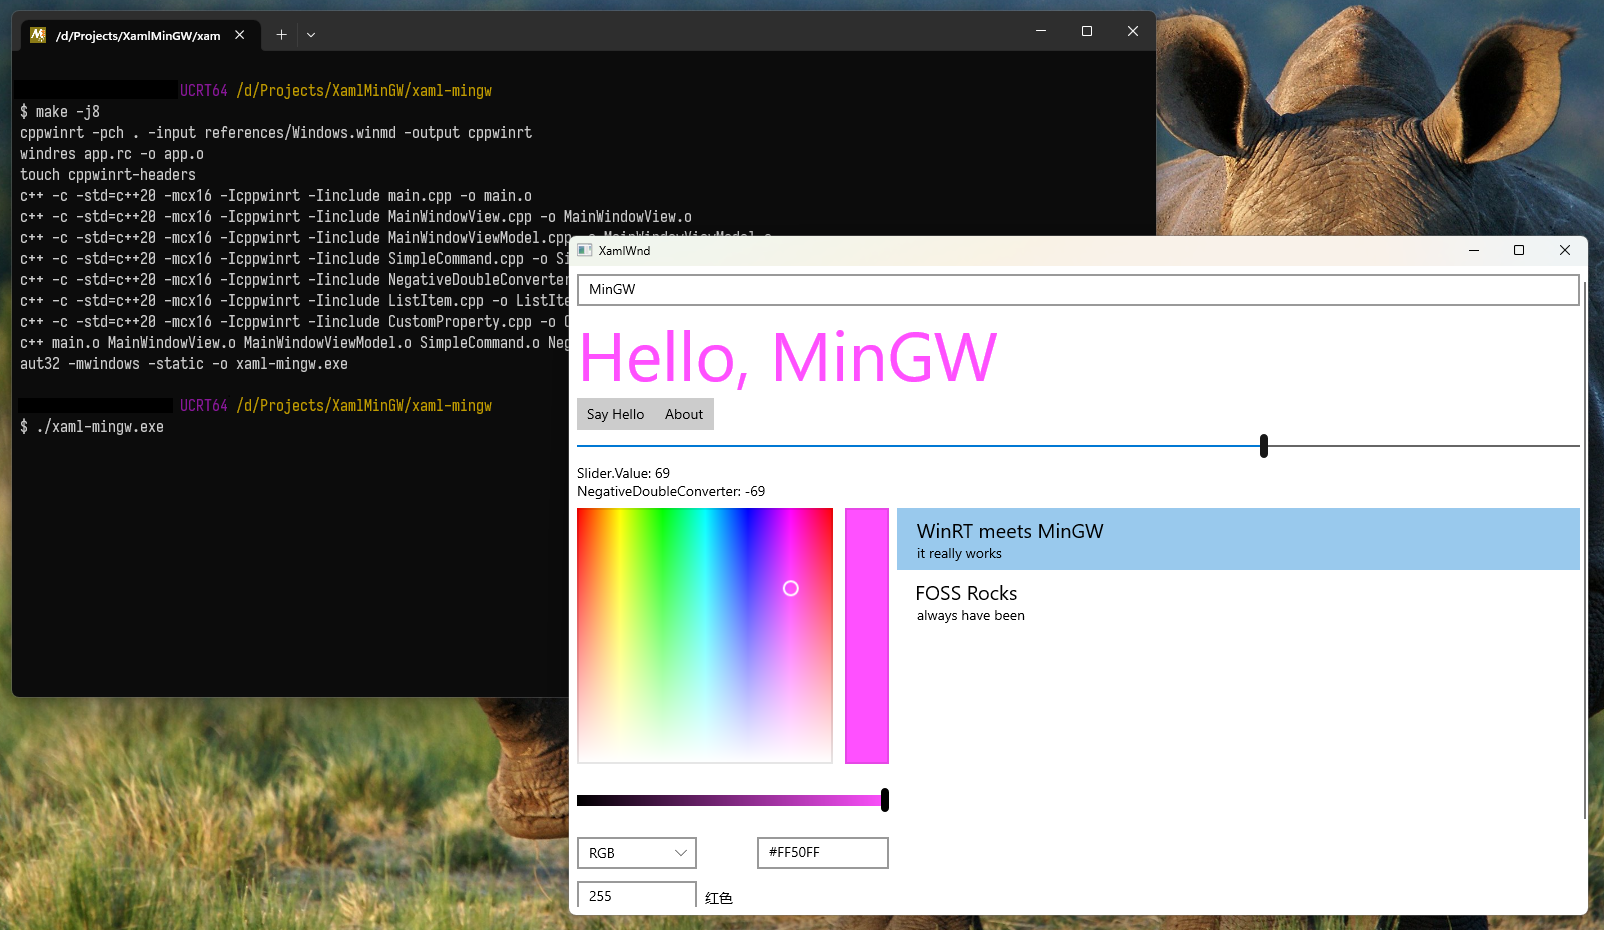 /d/Projects/XamlMinGW/xam
UCRT64 /d/Projects/XamlMinGW/xaml-mingw
$ make -j8
cppwinrt -pch . -input references/Windows.winmd -output cppwinrt
windres app.rc -o app.o
touch cppwinrt-headers
c++ -c -std=c++20 -mcx16 -Icppwinrt -Iinclude main.cpp -o main.o
c++ -c -std=c++20 -mcx16 -Icppwinrt -Iinclude MainWindowView.cpp -o MainWindowView.o
c++ -c -std=c++20 -mcx16 -Icppwinrt -Iinclude MainWindowViewModel.cpp -o MainWindowViewModel.o
c++ -c -std=c++20 -mcx16 -Icppwinrt -Iinclude SimpleCommand.cpp -o Si
c++ -c -std=c++20 -mcx16 -Icppwinrt -Iinclude NegativeDoubleConverter
c++ -c -std=c++20 -mcx16 -Icppwinrt -Iinclude ListItem.cpp -o ListIte
c++ -c -std=c++20 -mcx16 -Icppwinrt -Iinclude CustomProperty.cpp -o C
c++ main.o MainWindowView.o MainWindowViewModel.o SimpleCommand.o Neg
aut32 -mwindows -static -o xaml-mingw.exe
UCRT64 /d/Projects/XamlMinGW/xaml-mingw
$ ./xaml-mingw.exe
XamlWnd
MinGW
Hello, MinGW
Say Hello About
Slider.Value: 69
NegativeDoubleConverter: -69
WinRT meets MinGW
it really works
FOSS Rocks
always have been
RGB
#FF50FF
255
红色